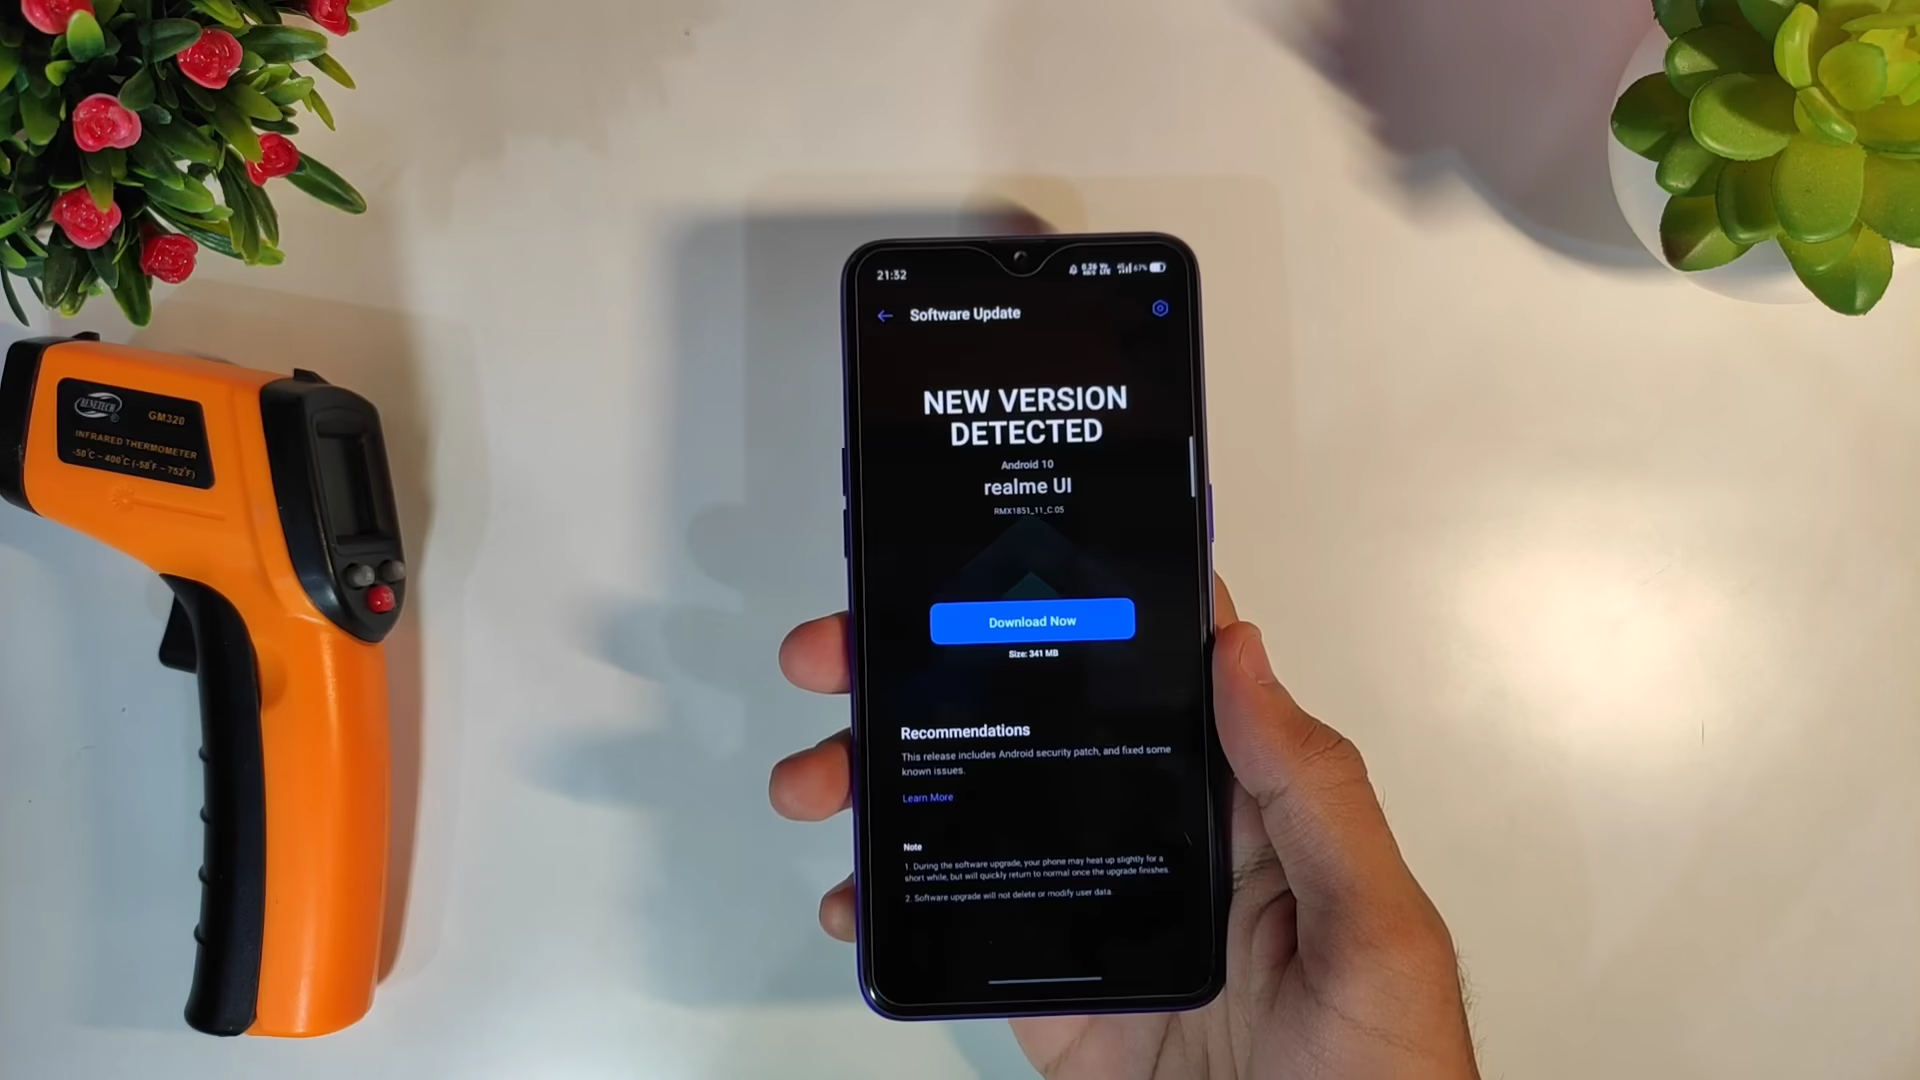 BENETECH
GM320
INFRARED THERMOMETER
-50°C ~ 400°C (-58°F ~ 752°F)
21:32
67%
Software Update
NEW VERSION
DETECTED
Android 10
realme UI
RMX1851_11_C.05
Download Now
Size: 341 MB
Recommendations
This release includes Android security patch, and fixed some
known issues.
Learn More
Note
1. During the software upgrade, your phone may heat up slightly for a
short while, but will quickly return to normal once the upgrade finishes.
2. Software upgrade will not delete or modify user data.